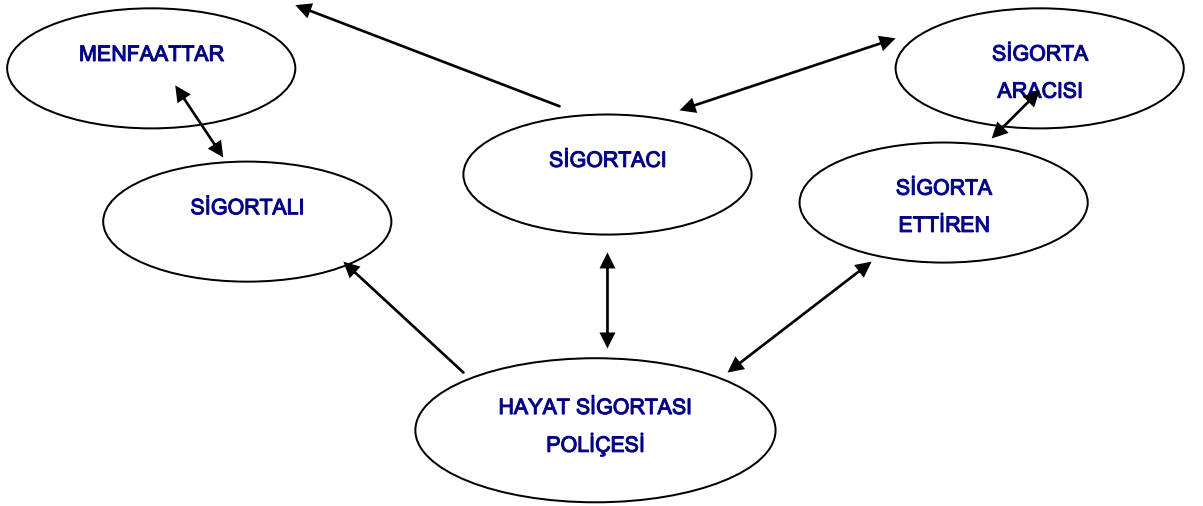 MENFAATTAR
SİGORTA
ARACISI
SİGORTACI
SİGORTA
ETTİREN
SİGORTALI
HAYAT SİGORTASI
POLİÇESİ